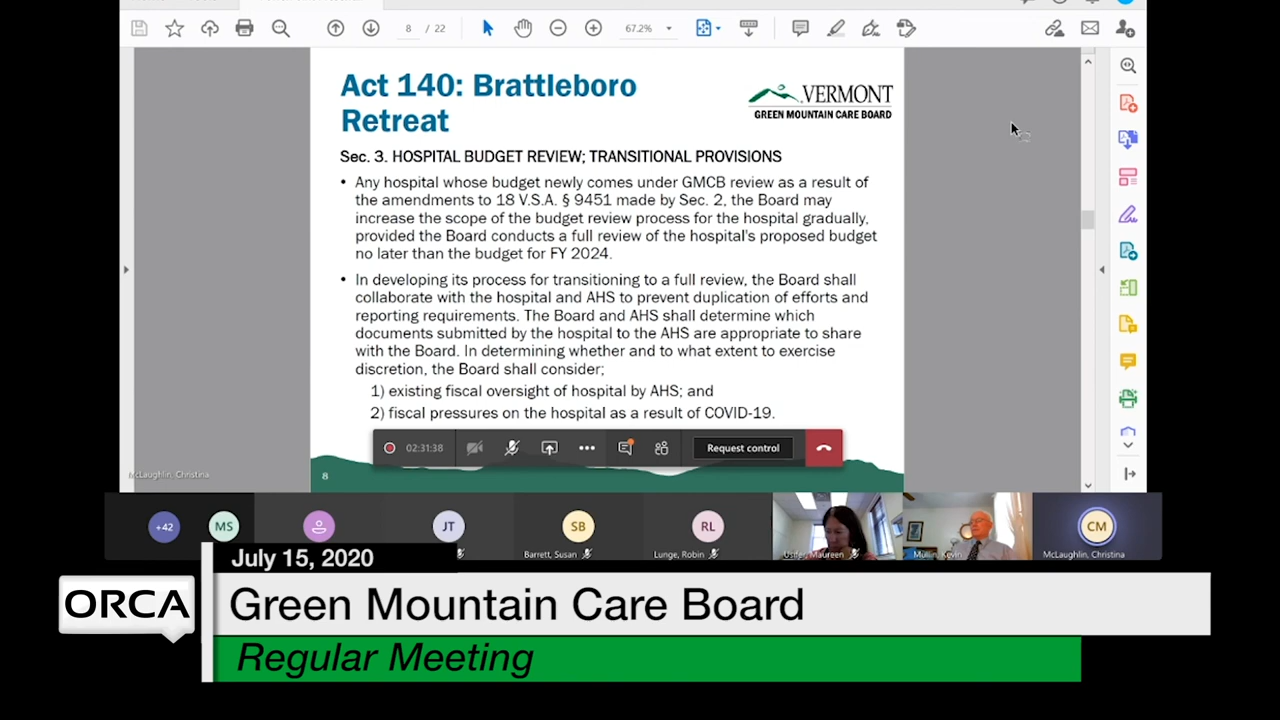 8 / 22
67.2%
Act 140: Brattleboro
Retreat
VERMONT
GREEN MOUNTAIN CARE BOARD
Sec. 3. HOSPITAL BUDGET REVIEW; TRANSITIONAL PROVISIONS
• Any hospital whose budget newly comes under GMCB review as a result of
the amendments to 18 V.S.A. § 9451 made by Sec. 2, the Board may
increase the scope of the budget review process for the hospital gradually,
provided the Board conducts a full review of the hospital's proposed budget
no later than the budget for FY 2024.
• In developing its process for transitioning to a full review, the Board shall
collaborate with the hospital and AHS to prevent duplication of efforts and
reporting requirements. The Board and AHS shall determine which
documents submitted by the hospital to the AHS are appropriate to share
with the Board. In determining whether and to what extent to exercise
discretion, the Board shall consider;
1) existing fiscal oversight of hospital by AHS; and
2) fiscal pressures on the hospital as a result of COVID-19.
02:31:38
Request control
McLaughlin, Christina
8
+42
MS
JT
SB
RL
CM
Barrett, Susan
Lunge, Robin
Usifer, Maureen
Mullin, Kevin
McLaughlin, Christina
July 15, 2020
ORCA
Green Mountain Care Board
Regular Meeting